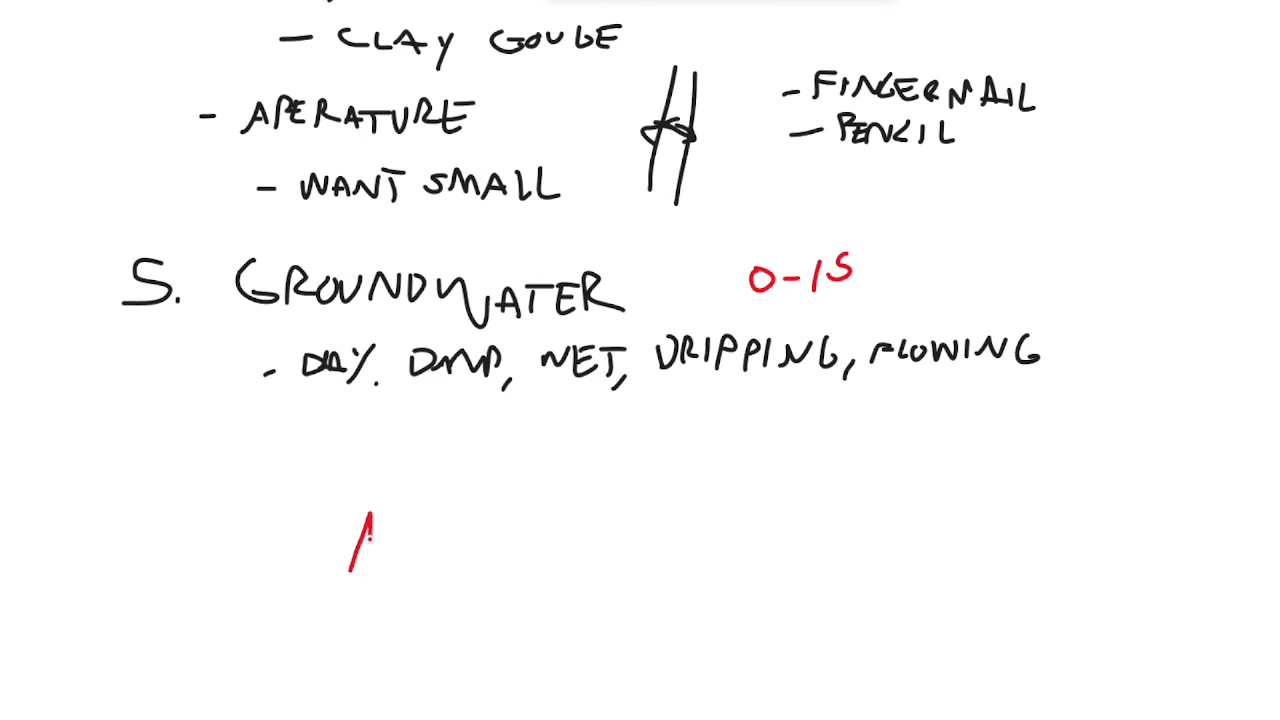 - CLAY GOUGE
- APERATURE
- FINGERNAIL
- PENCIL
- WANT SMALL
5. GROUNDWATER 0-15
- DRY, DAMP, WET, DRIPPING, FLOWING